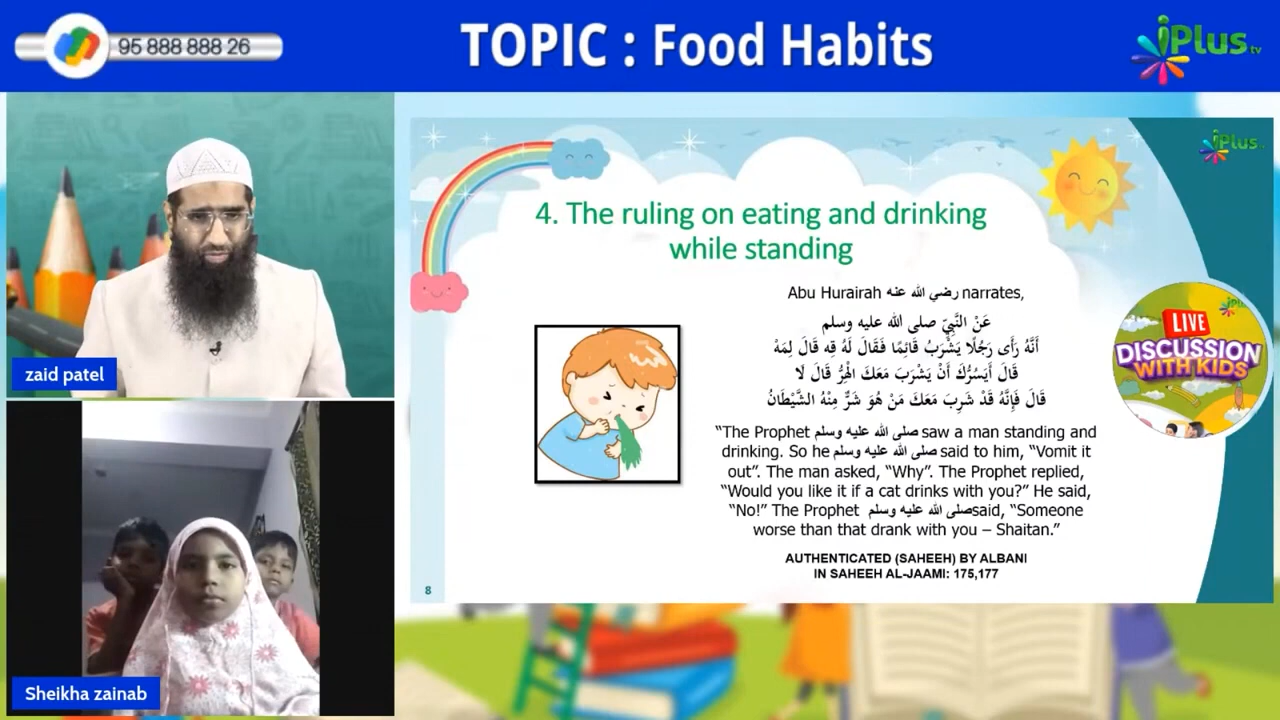 95 888 888 26
TOPIC : Food Habits
iPlus tv
zaid patel
Sheikha zainab
iPlus
4. The ruling on eating and drinking
while standing
Abu Hurairah رضي الله عنه narrates,
عَنْ النَّبِيّ صلى الله عليه وسلم
أَنَّهُ رَأَى رَجُلًا يَشْرَبُ قَائِمًا فَقَالَ لَهُ قِه قَالَ لِمَهْ
قَالَ أَيَسُرُّكَ أَنْ يَشْرَبَ مَعَكَ الْهِرُّ قَالَ لَا
قَالَ فَإِنَّهُ قَدْ شَرِبَ مَعَكَ مَنْ هُوَ شَرٌّ مِنْهُ الشَّيْطَانُ
“The Prophet صلى الله عليه وسلم saw a man standing and
drinking. So he صلى الله عليه وسلم said to him, “Vomit it
out”. The man asked, “Why”. The Prophet replied,
“Would you like it if a cat drinks with you?” He said,
“No!” The Prophet صلى الله عليه وسلمsaid, “Someone
worse than that drank with you – Shaitan.”
AUTHENTICATED (SAHEEH) BY ALBANI
IN SAHEEH AL-JAAMI: 175,177
8
iPlus
LIVE
DISCUSSION
WITH KIDS